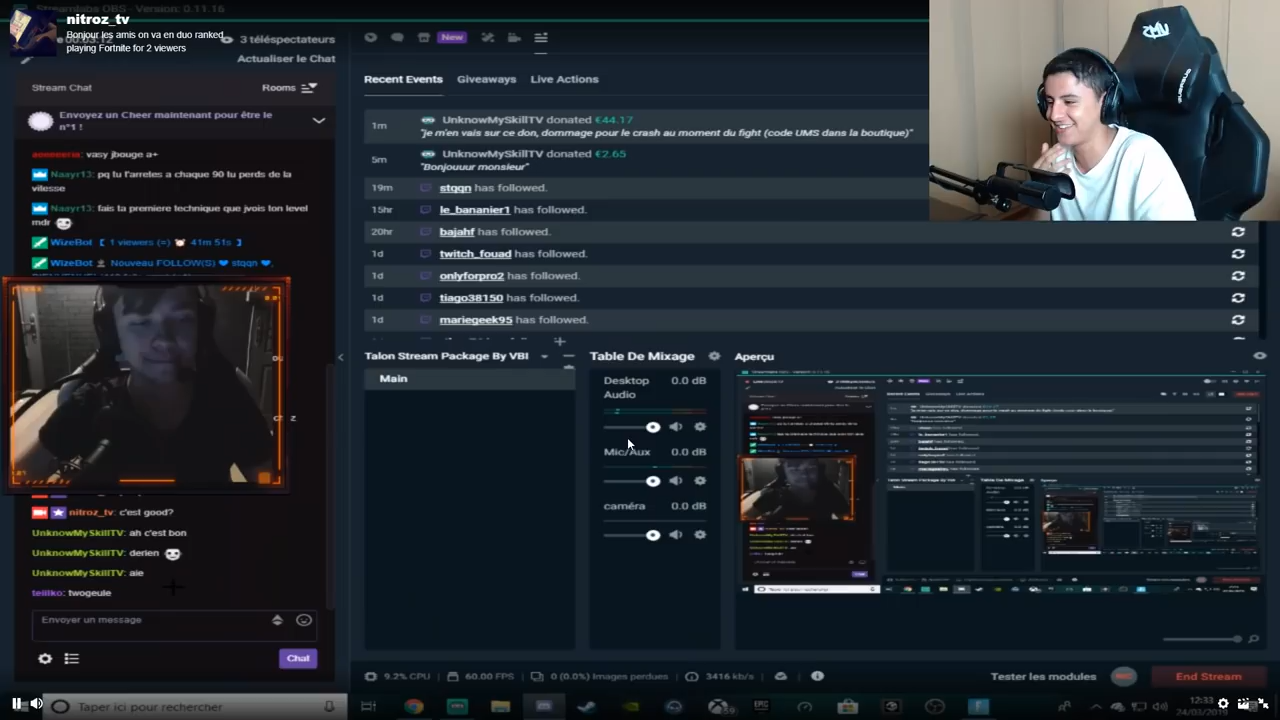 Streamlabs OBS - Version: 0.11.16
nitroz_tv
Bonjour les amis on va en duo ranked
playing Fortnite for 2 viewers
3 téléspectateurs
Actualiser le Chat
New
Stream Chat
Rooms
Envoyez un Cheer maintenant pour être le
n°1 !
vasy jbouge a+
Naayr13: pq tu t'arretes a chaque 90 tu perds de la
vitesse
Naayr13: fais ta premiere technique que jvois ton level
mdr
WizeBot 【 1 viewers (=) 41m 51s 】
WizeBot Nouveau FOLLOW(S) stqqn
nitroz_tv: c'est good?
UnknowMySkillTV: ah c'est bon
UnknowMySkillTV: derien
UnknowMySkillTV: aie
teiilko: twogeule
Envoyer un message
Chat
Recent Events
Giveaways
Live Actions
1m
UnknowMySkillTV donated €44.17
"je m'en vais sur ce don, dommage pour le crash au moment du fight (code UMS dans la boutique)"
5m
UnknowMySkillTV donated €2.65
"Bonjouuur monsieur"
19m stqqn has followed.
15hr le_bananier1 has followed.
20hr bajahf has followed.
1d twitch_fouad has followed.
1d onlyforpro2 has followed.
1d tiago38150 has followed.
1d mariegeek95 has followed.
Talon Stream Package By VBI
Main
Table De Mixage
Desktop
Audio
0.0 dB
Mic/Aux 0.0 dB
caméra 0.0 dB
Aperçu
9.2% CPU
60.00 FPS
0 (0.0%) Images perdues
3416 kb/s
Tester les modules
REC
End Stream
Taper ici pour rechercher
12:33
24/03/2019